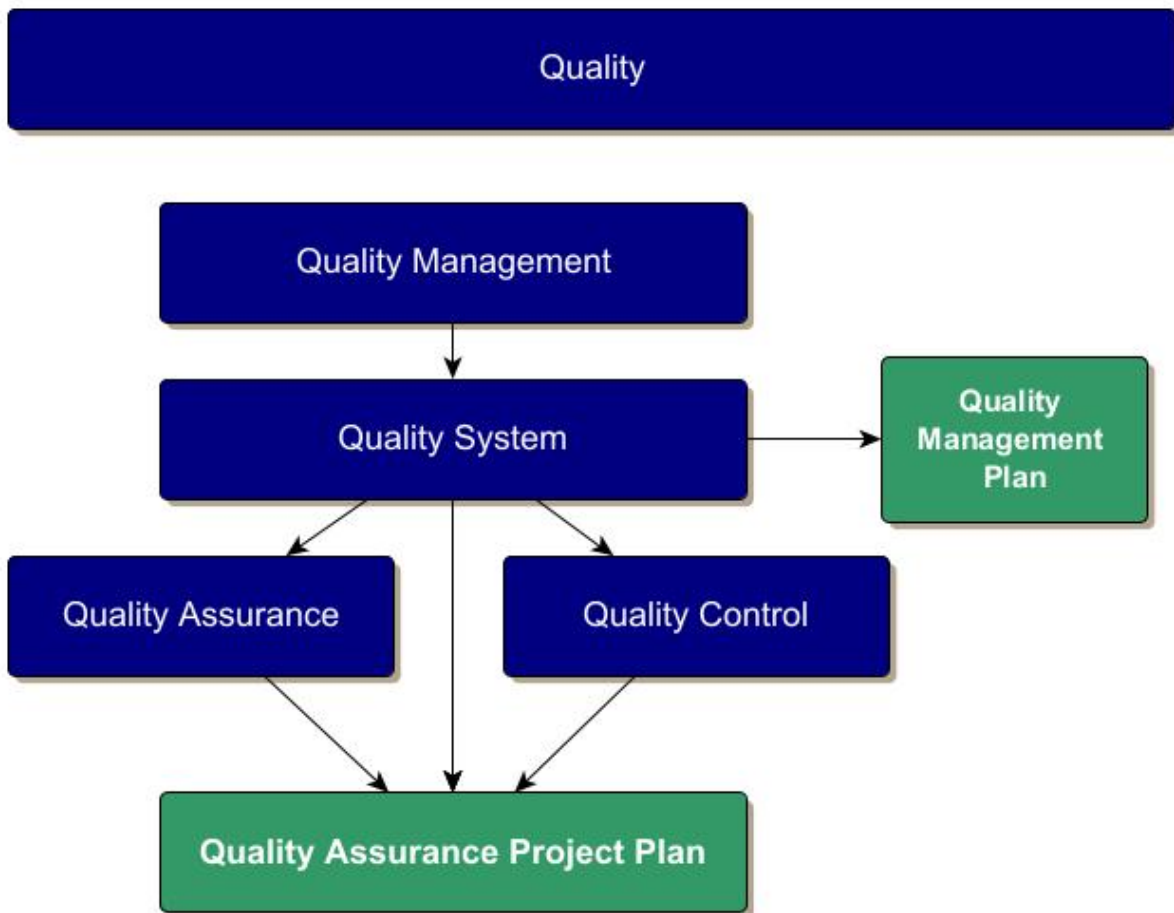 Quality
Quality Management
Quality System
Quality
Management
Plan
Quality Assurance
Quality Control
Quality Assurance Project Plan